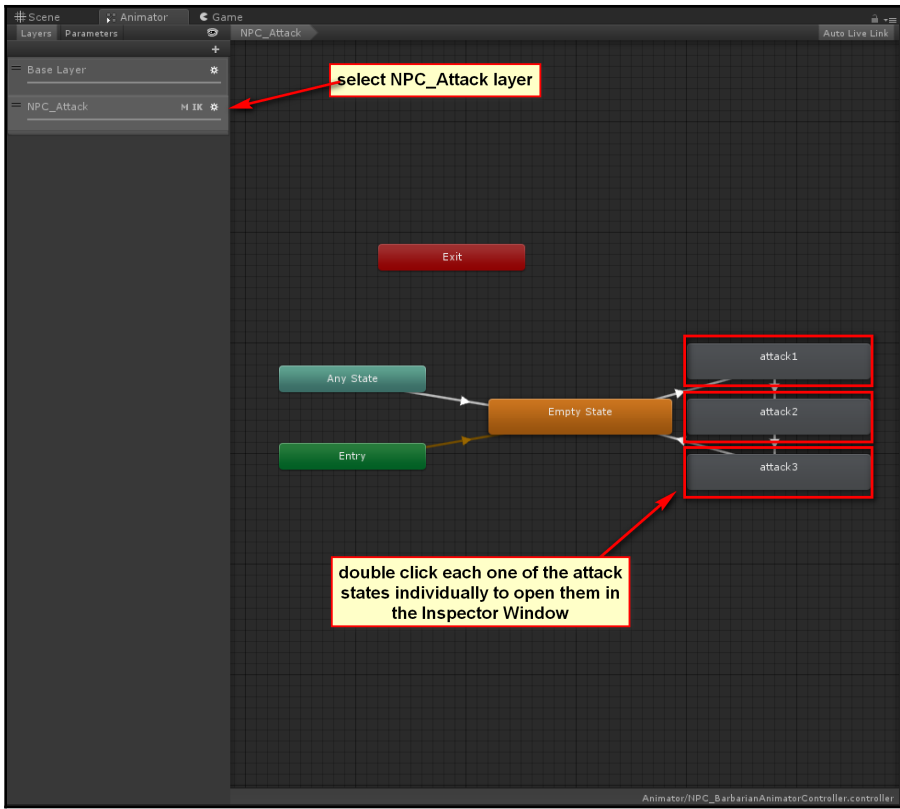 Scene Animator Game
Layers Parameters NPC_Attack Auto Live Link
Base Layer
select NPC_Attack layer
NPC_Attack M IK
Exit
attack1
Any State
Empty State attack2
Entry
attack3
double click each one of the attack
states individually to open them in
the Inspector Window
Animator/NPC_BarbarianAnimatorController.controller